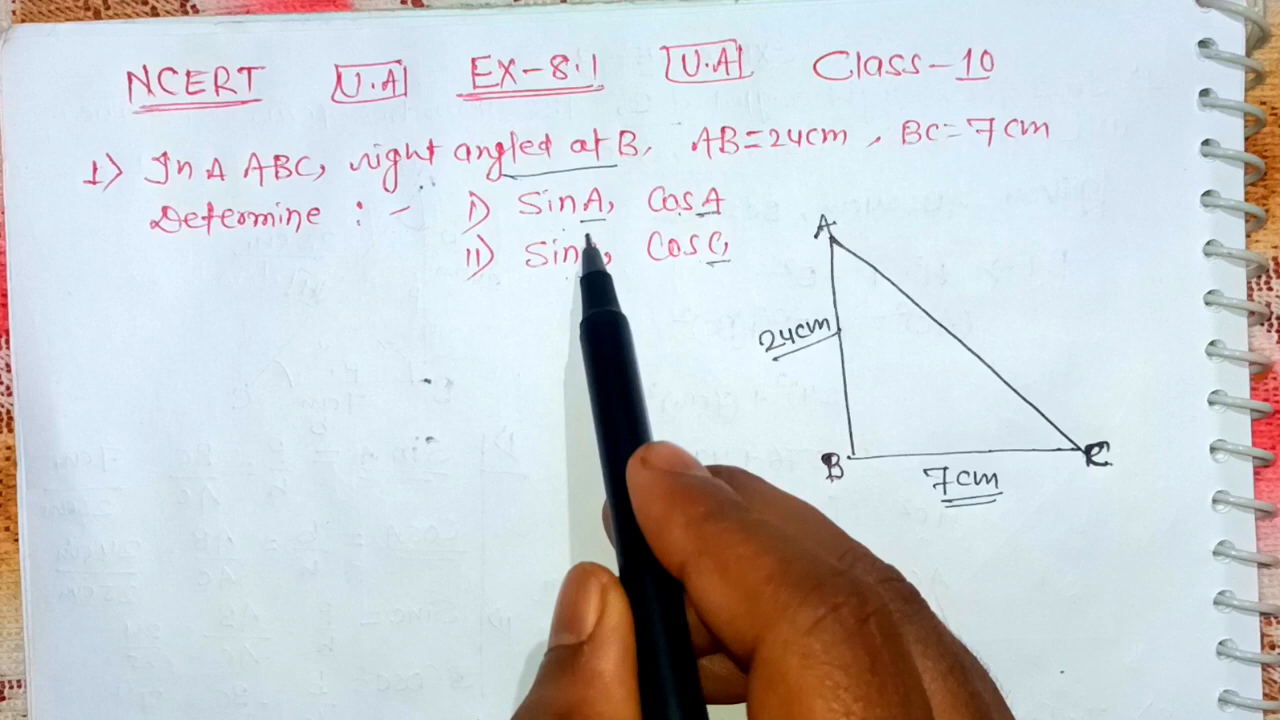 NCERT U.A Ex-8.1 U.A Class-10
1) In Δ ABC, right angled at B, AB=24cm, BC=7cm
Determine :- i) SinA, CosA
ii) Sin , CosC,
A
24cm
B
C
7cm